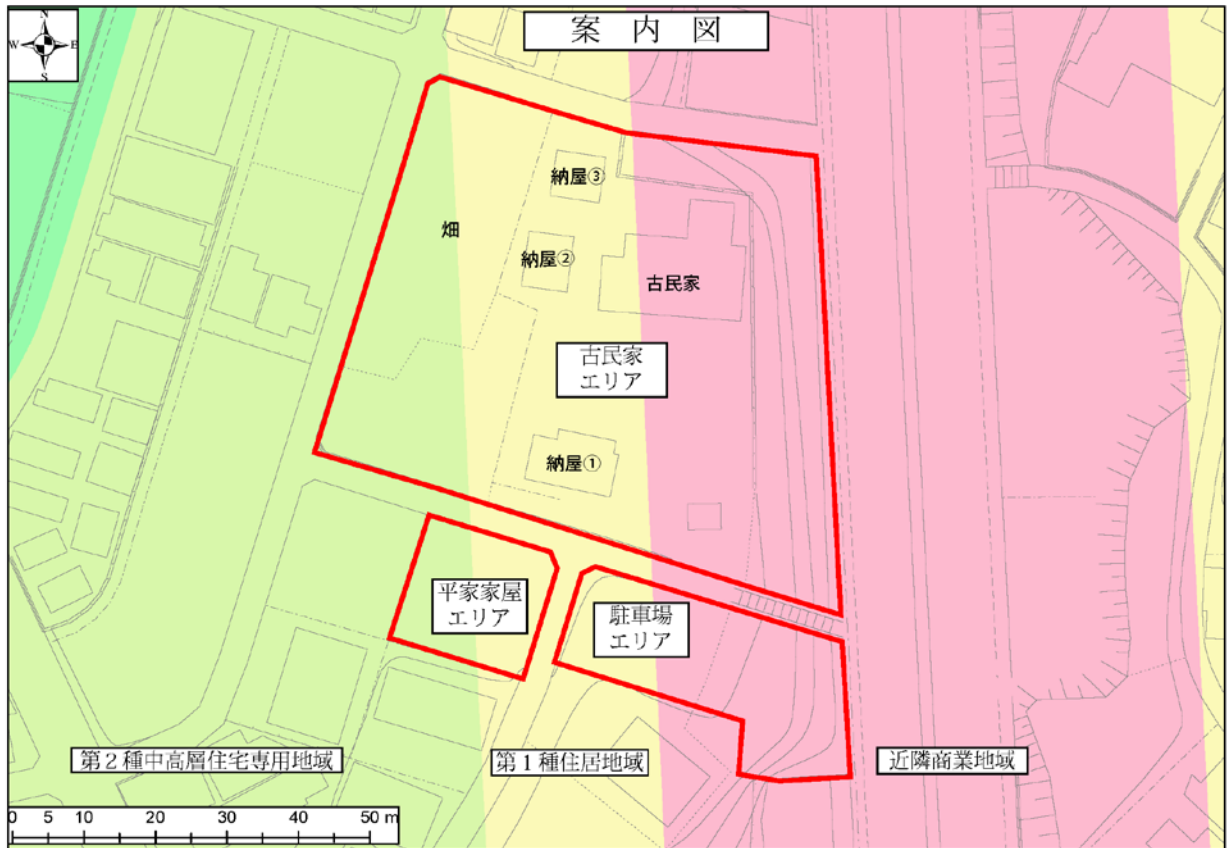 案内図
N
W E
S
納屋③
畑
納屋②
古民家
古民家
エリア
納屋①
平家家屋
エリア
駐車場
エリア
第2種中高層住宅専用地域
第1種住居地域
近隣商業地域
0 5 10 20 30 40 50 m